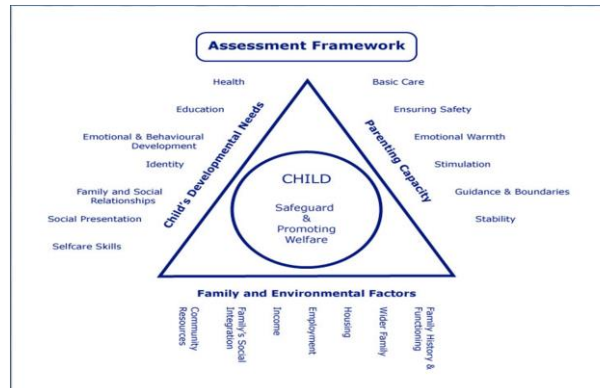 Assessment Framework
Health
Education
Emotional & Behavioural
Development
Identity
Family and Social
Relationships
Social Presentation
Selfcare Skills
Child's Developmental Needs
CHILD
Safeguard
&
Promoting
Welfare
Parenting Capacity
Basic Care
Ensuring Safety
Emotional Warmth
Stimulation
Guidance & Boundaries
Stability
Family and Environmental Factors
Community
Resources
Family's Social
Integration
Income
Employment
Housing
Wider Family
Family History &
Functioning